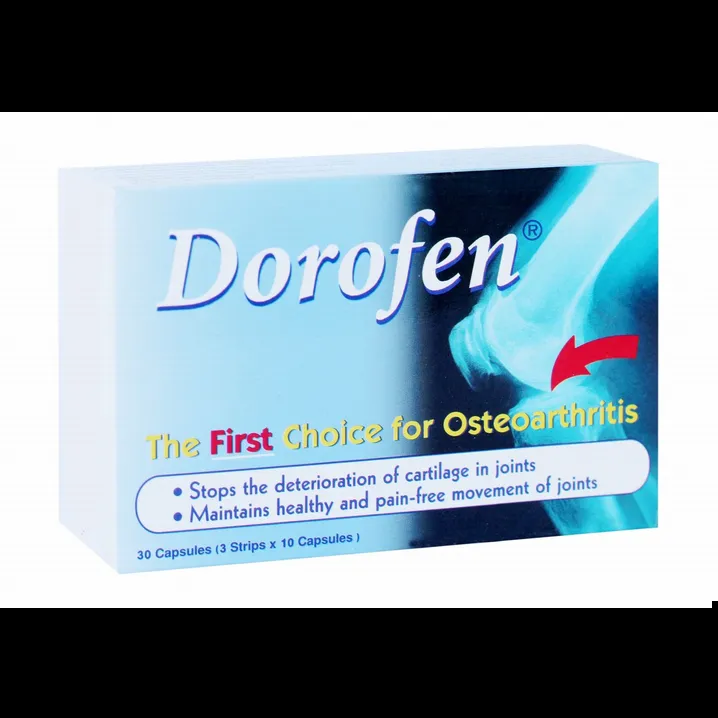 Dorofen®
The First Choice for Osteoarthritis
• Stops the deterioration of cartilage in joints
• Maintains healthy and pain-free movement of joints
30 Capsules (3 Strips x 10 Capsules )